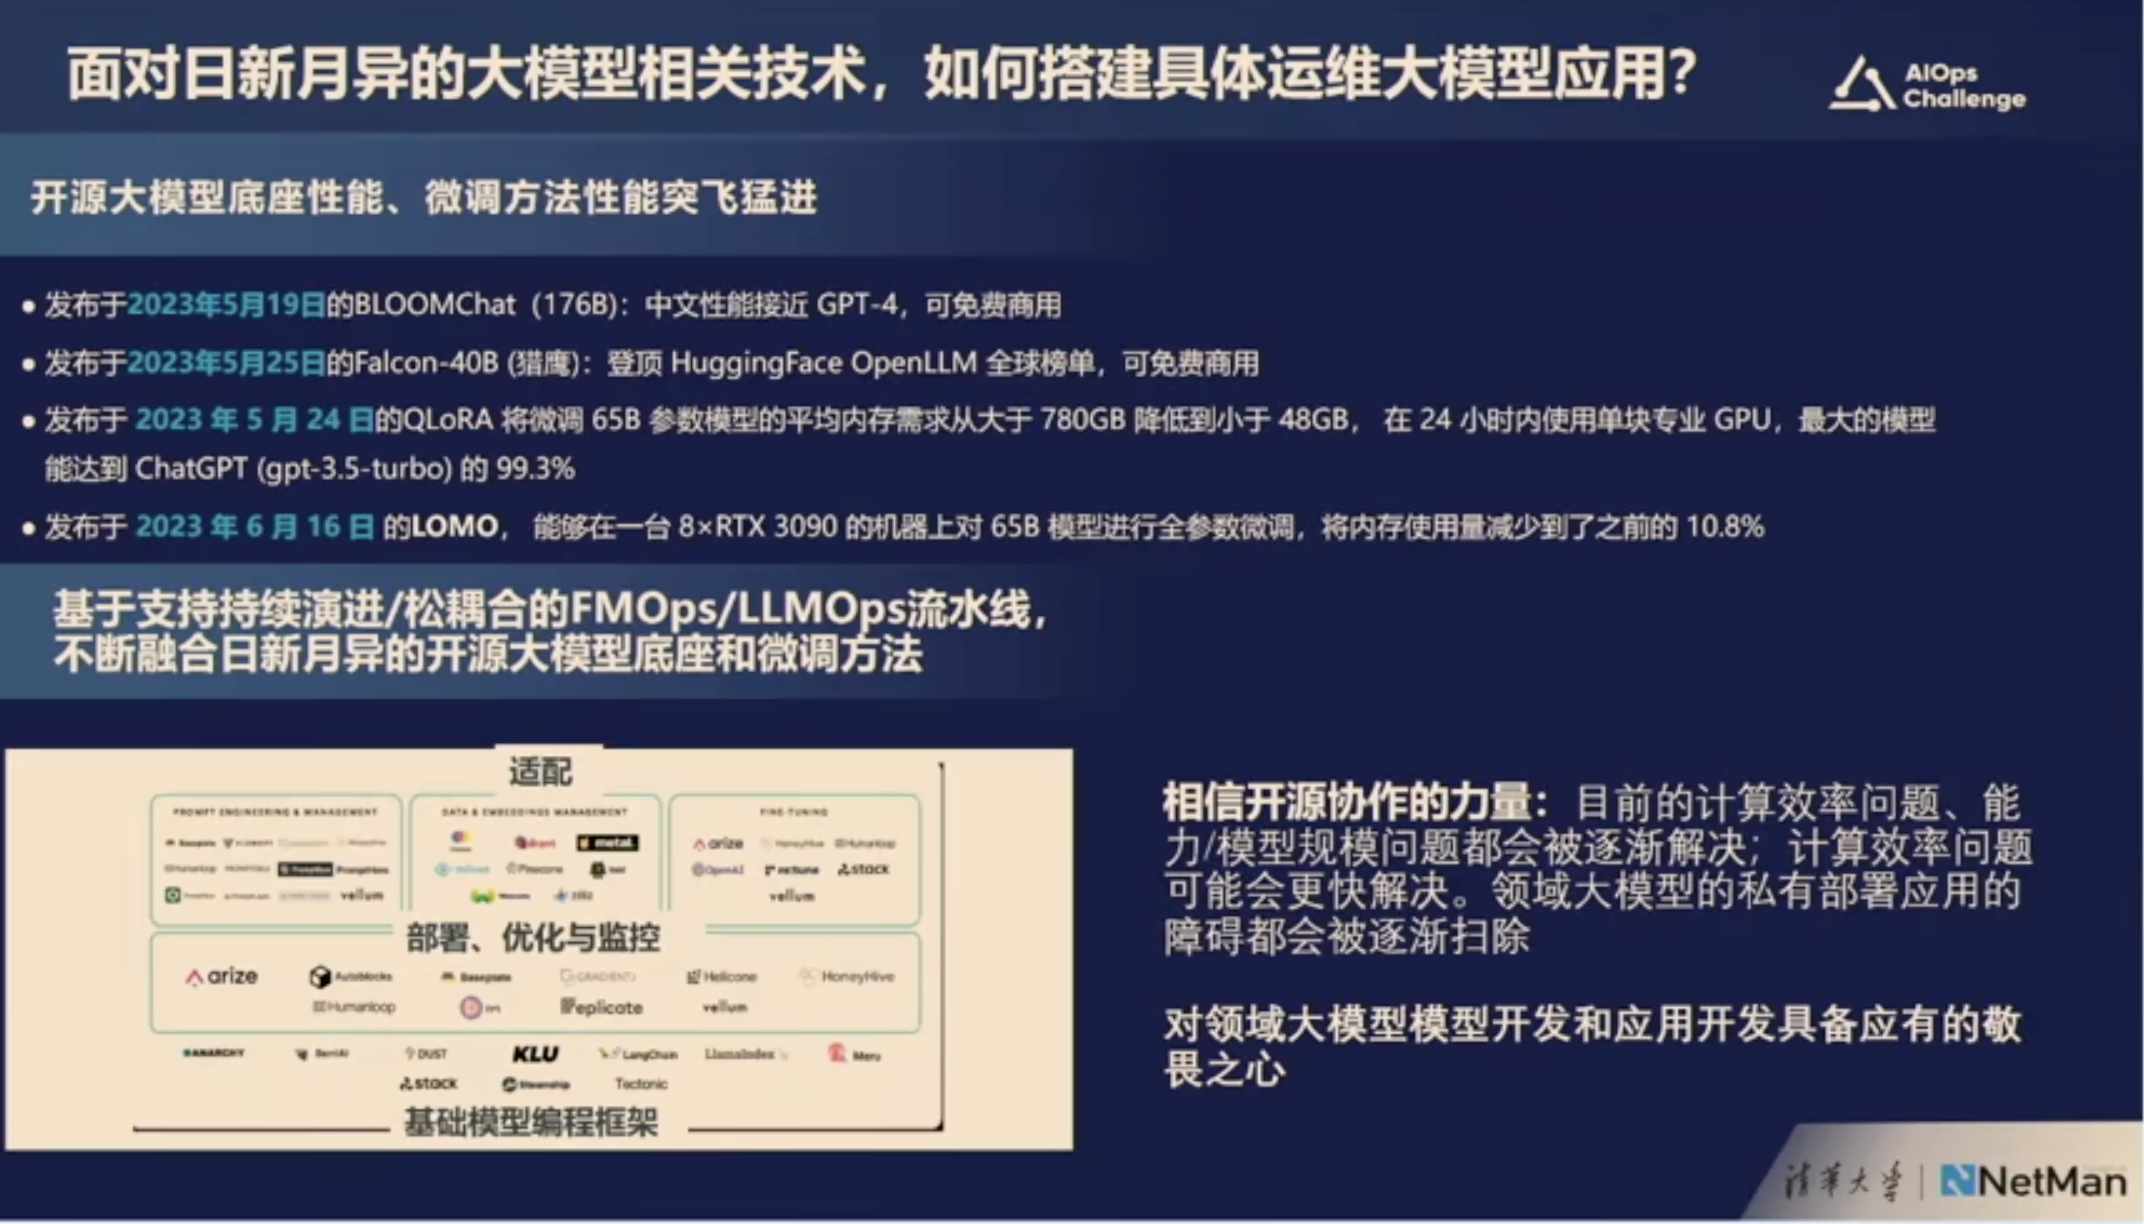 面对日新月异的大模型相关技术，如何搭建具体运维大模型应用？
AIOps
Challenge
开源大模型底座性能、微调方法性能突飞猛进
• 发布于2023年5月19日的BLOOMChat（176B）：中文性能接近 GPT-4，可免费商用
• 发布于2023年5月25日的Falcon-40B (猎鹰)：登顶 HuggingFace OpenLLM 全球榜单，可免费商用
• 发布于 2023 年 5 月 24 日的QLoRA 将微调 65B 参数模型的平均内存需求从大于 780GB 降低到小于 48GB， 在 24 小时内使用单块专业 GPU，最大的模型
能达到 ChatGPT (gpt-3.5-turbo) 的 99.3%
• 发布于 2023 年 6 月 16 日 的LOMO， 能够在一台 8×RTX 3090 的机器上对 65B 模型进行全参数微调，将内存使用量减少到了之前的 10.8%
基于支持持续演进/松耦合的FMOps/LLMOps流水线，
不断融合日新月异的开源大模型底座和微调方法
适配
PROMPT ENGINEERING & MANAGEMENT
DATA & EMBEDDINGS MANAGEMENT
FINE-TUNING
metal.
arize HoneyHive Humanloop
Pinecone
OpenAI stack
vellum
vellum
部署、优化与监控
arize Autoblocks Baseplate GRADIENTJ Helicone HoneyHive
Humanloop Replicate vellum
ANARCHY BerriAI DUST KLU LangChain LlamaIndex Meru
stack Steamship Tectonic
基础模型编程框架
相信开源协作的力量：目前的计算效率问题、能
力/模型规模问题都会被逐渐解决；计算效率问题
可能会更快解决。领域大模型的私有部署应用的
障碍都会被逐渐扫除
对领域大模型模型开发和应用开发具备应有的敬
畏之心
清华大学 | NetMan